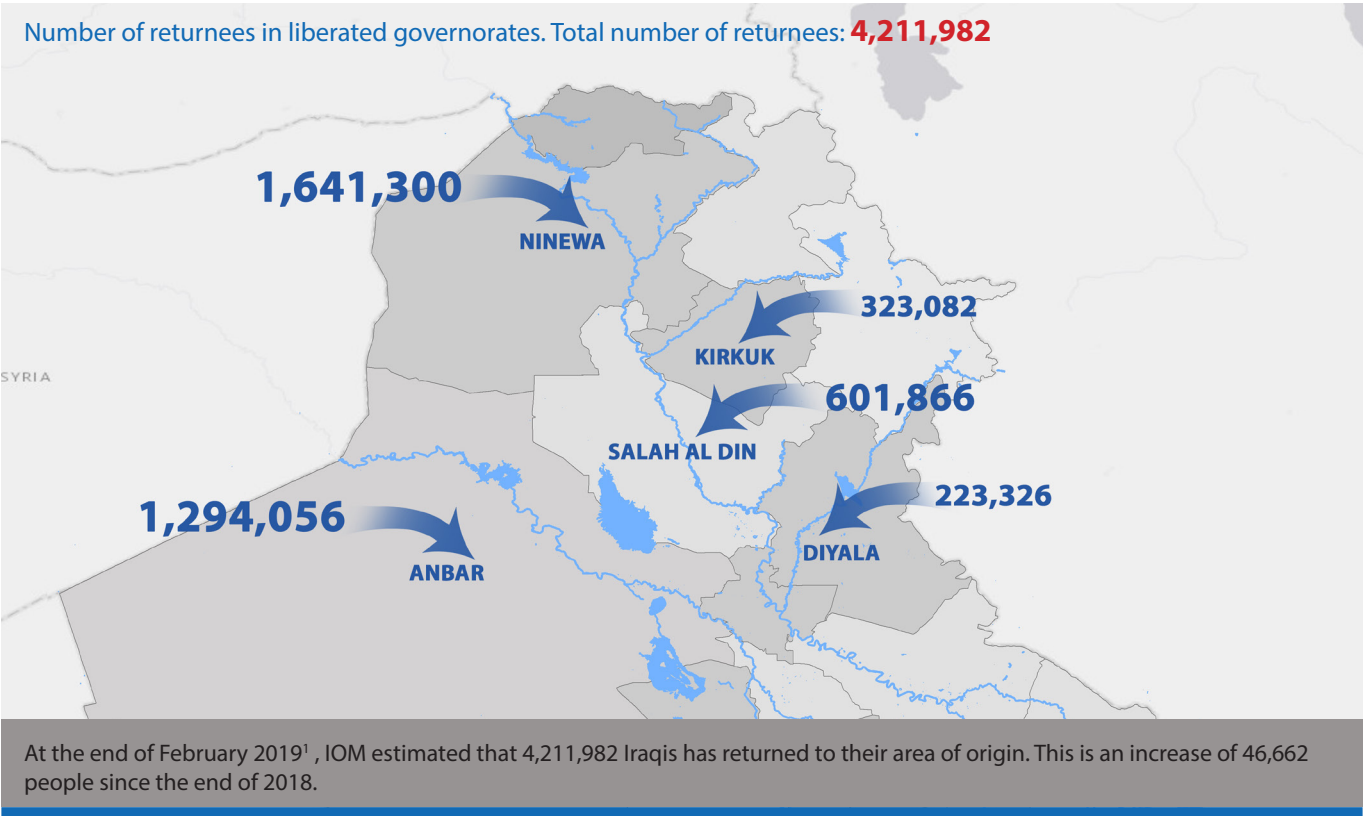 Number of returnees in liberated governorates. Total number of returnees: 4,211,982
1,641,300
NINEWA
323,082
KIRKUK
SYRIA
601,866
SALAH AL DIN
1,294,056
ANBAR
223,326
DIYALA
At the end of February 2019¹ , IOM estimated that 4,211,982 Iraqis has returned to their area of origin. This is an increase of 46,662
people since the end of 2018.